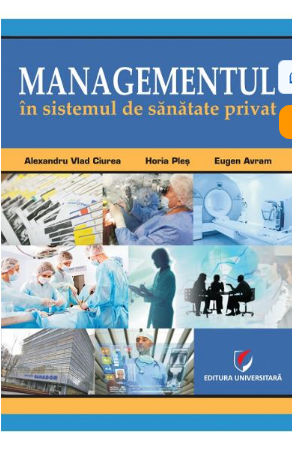 MANAGEMENTUL
în sistemul de sănătate privat
Alexandru Vlad Ciurea Horia Pleș Eugen Avram
EDITURA UNIVERSITARĂ